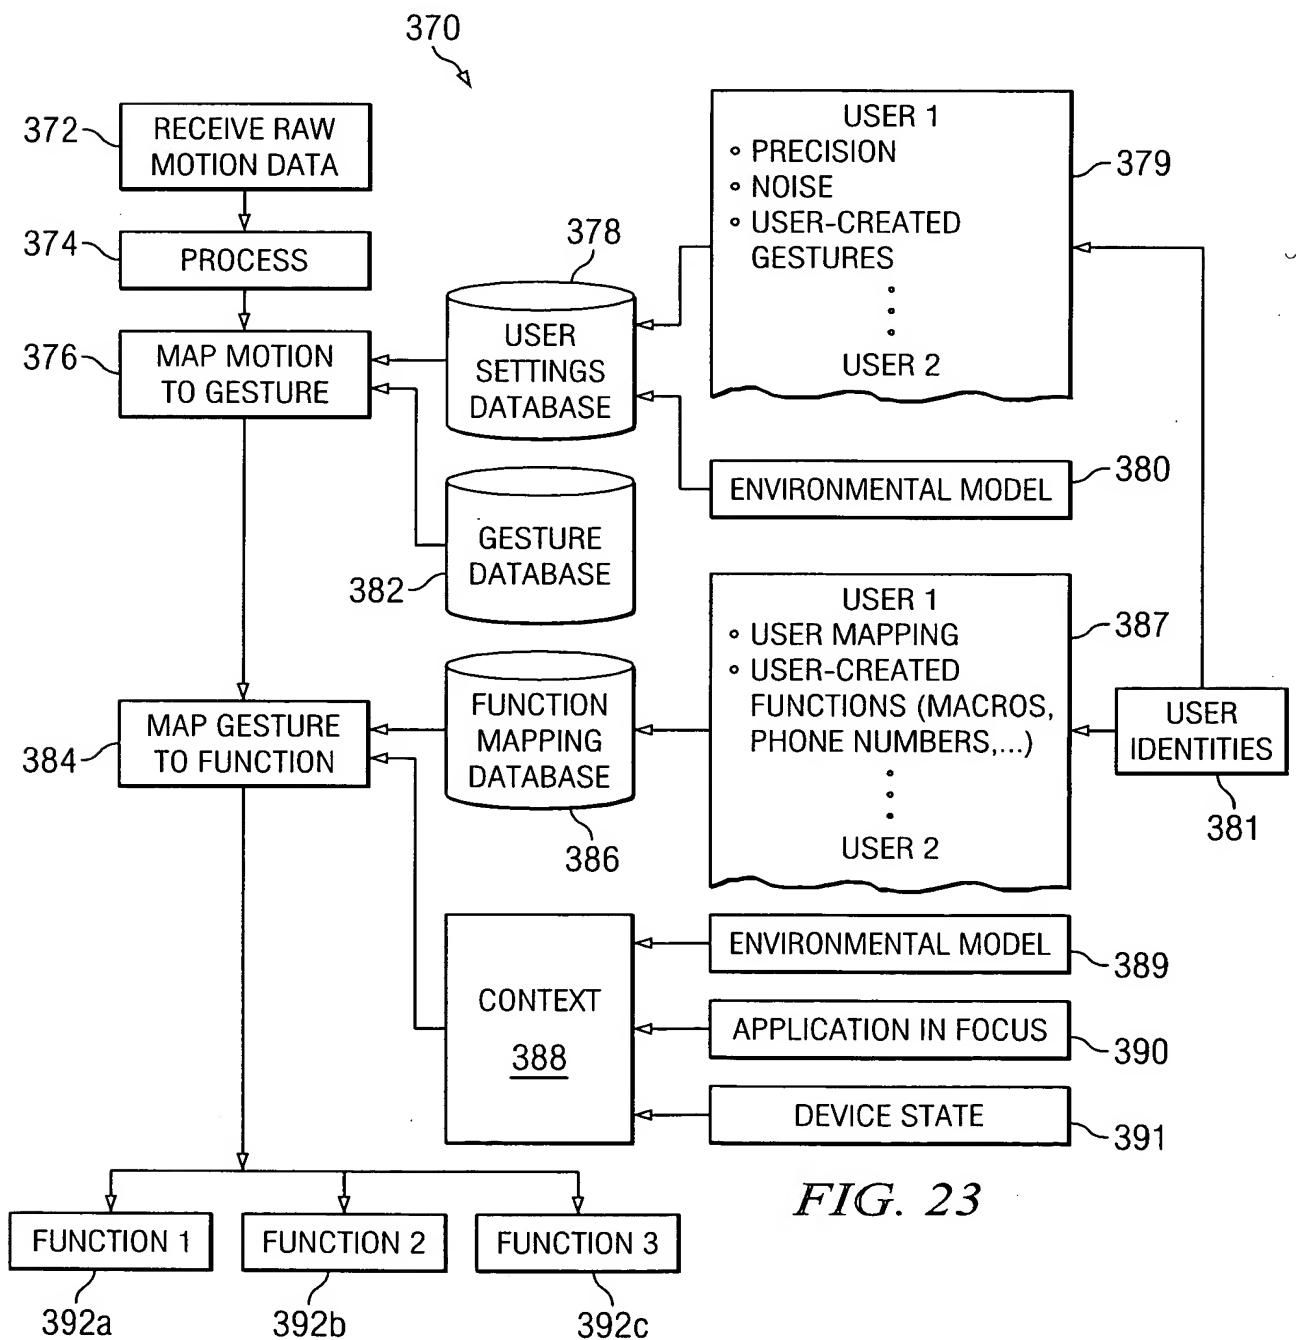 370
372
RECEIVE RAW
MOTION DATA
374
PROCESS
376
MAP MOTION
TO GESTURE
378
USER
SETTINGS
DATABASE
USER 1
• PRECISION
• NOISE
• USER-CREATED
GESTURES
USER 2
379
ENVIRONMENTAL MODEL
380
382
GESTURE
DATABASE
384
MAP GESTURE
TO FUNCTION
FUNCTION
MAPPING
DATABASE
386
USER 1
• USER MAPPING
• USER-CREATED
FUNCTIONS (MACROS,
PHONE NUMBERS,...)
USER 2
387
USER
IDENTITIES
381
CONTEXT
388
ENVIRONMENTAL MODEL
389
APPLICATION IN FOCUS
390
DEVICE STATE
391
FUNCTION 1
392a
FUNCTION 2
392b
FUNCTION 3
392c
FIG. 23